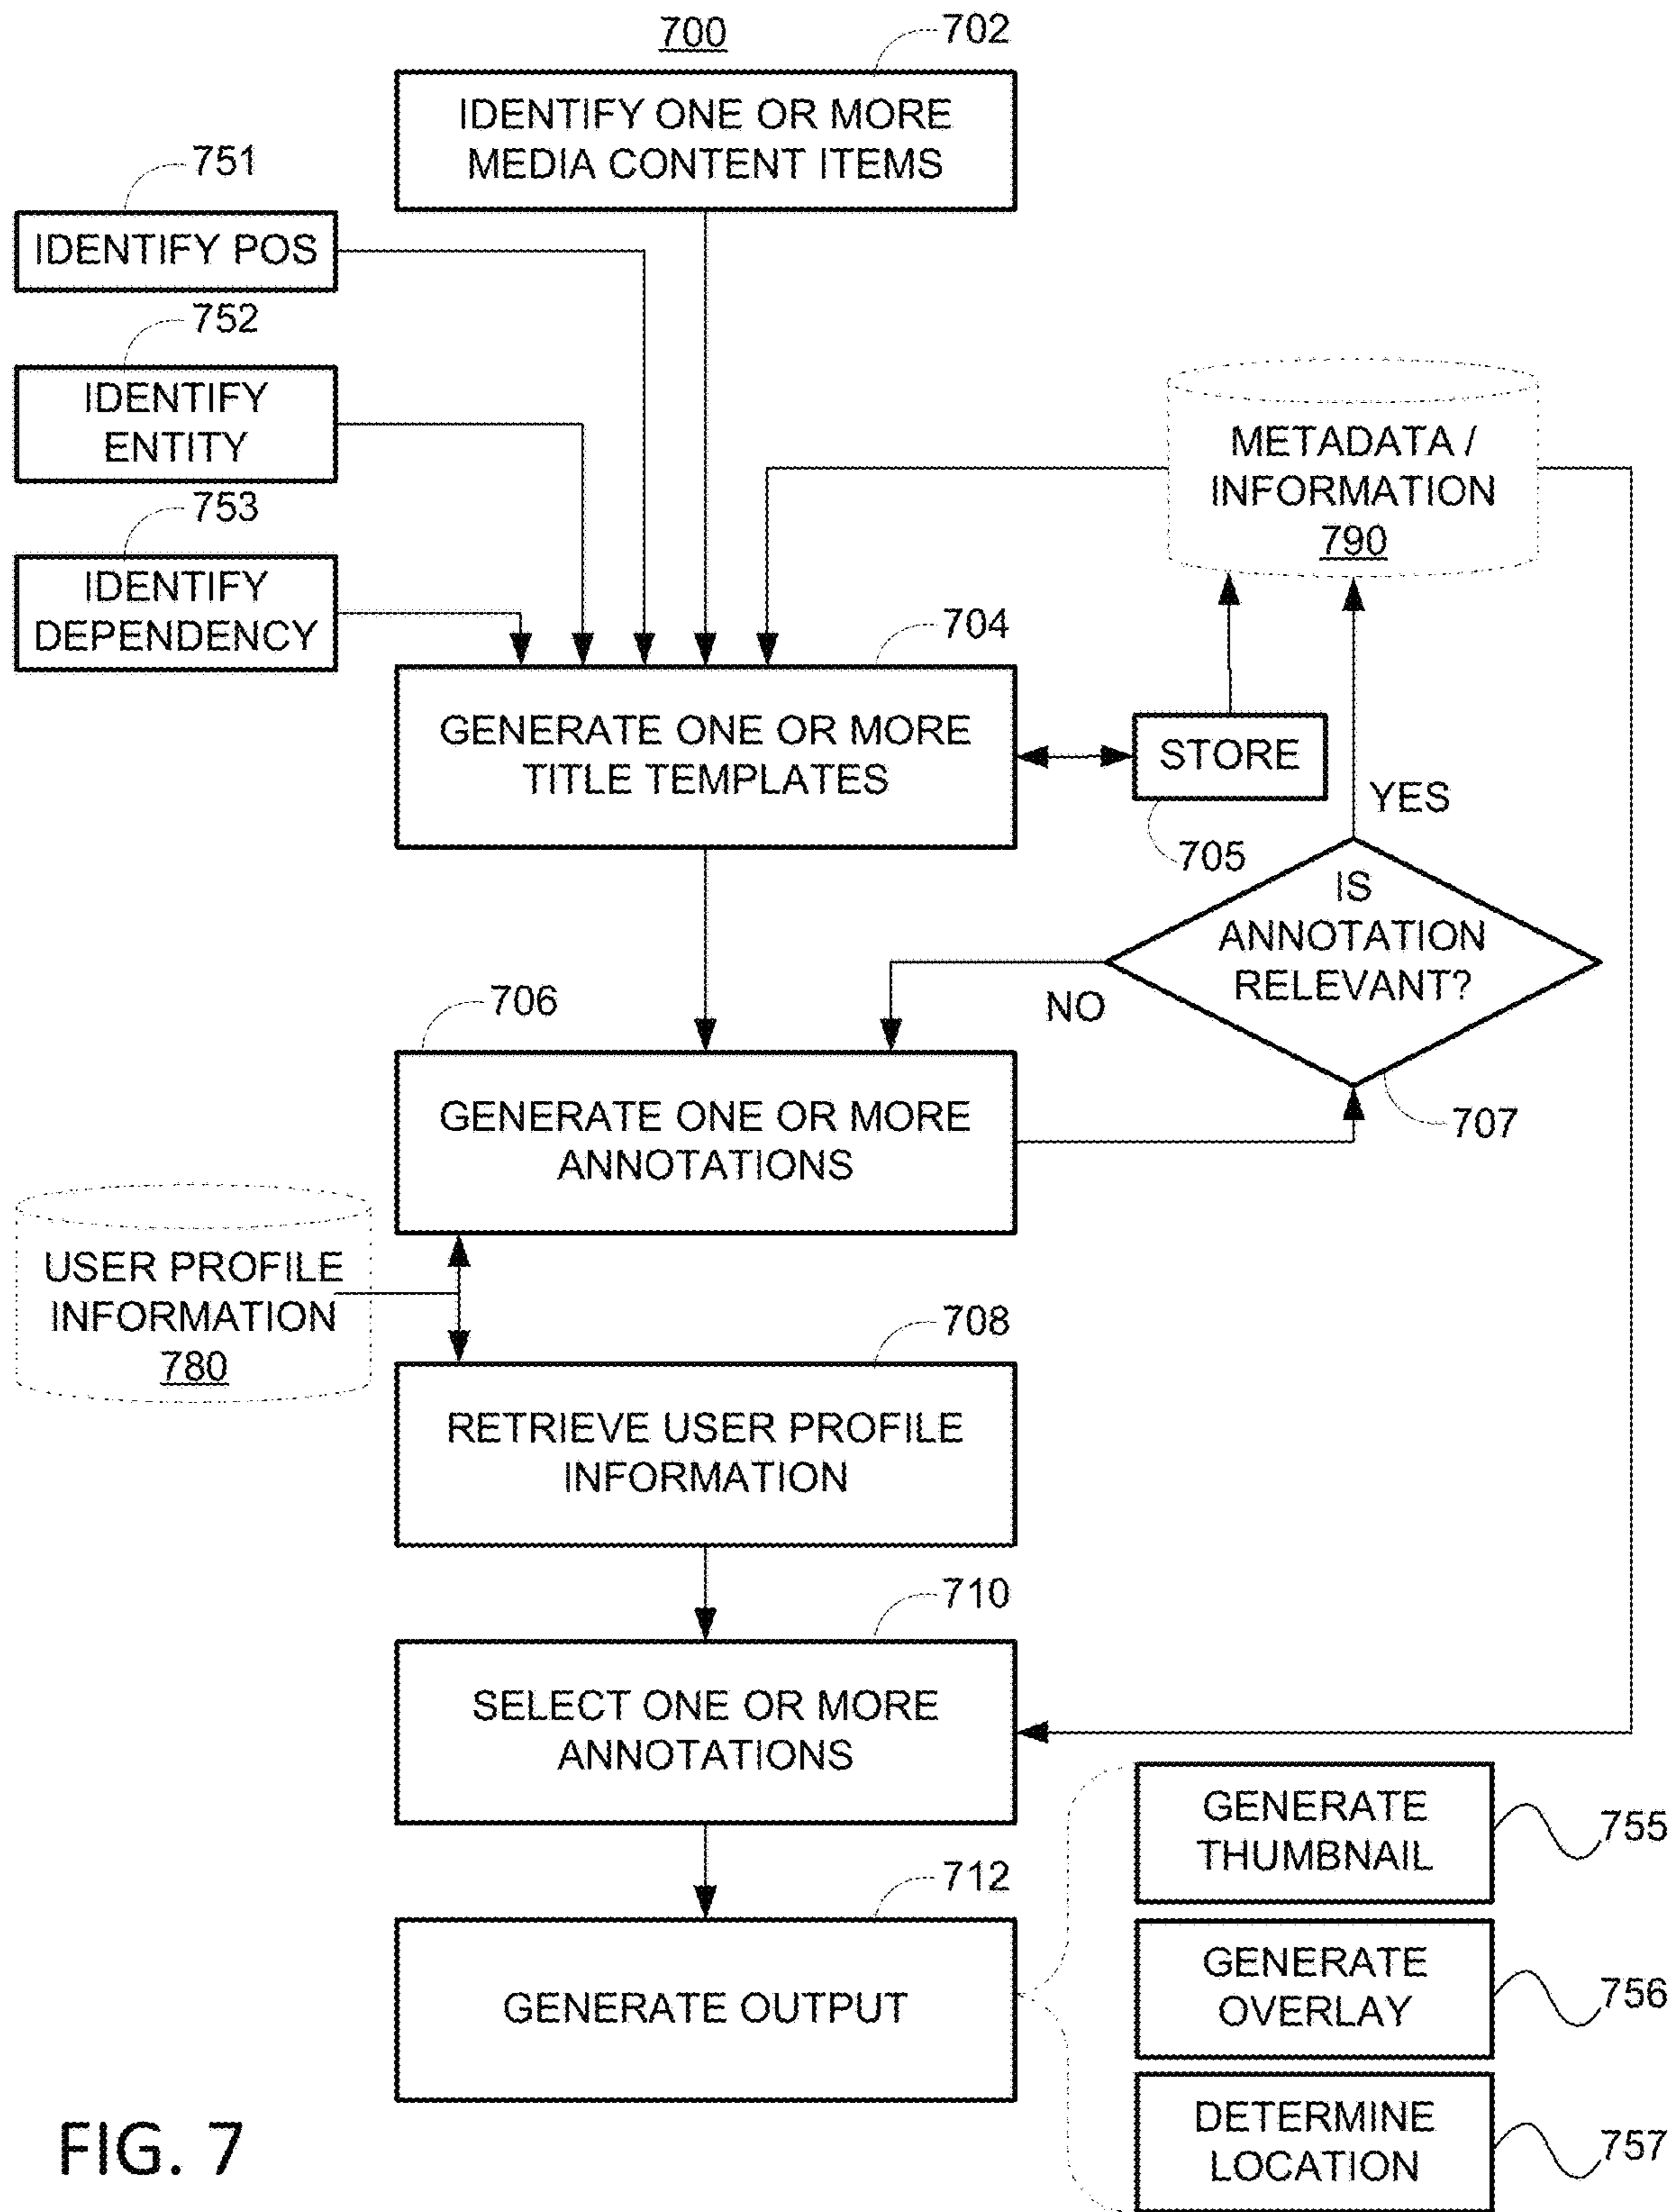 700
702
IDENTIFY ONE OR MORE
MEDIA CONTENT ITEMS
751
IDENTIFY POS
752
IDENTIFY
ENTITY
753
IDENTIFY
DEPENDENCY
METADATA /
INFORMATION
790
704
GENERATE ONE OR MORE
TITLE TEMPLATES
STORE
705
YES
IS
ANNOTATION
RELEVANT?
NO
707
706
GENERATE ONE OR MORE
ANNOTATIONS
USER PROFILE
INFORMATION
780
708
RETRIEVE USER PROFILE
INFORMATION
710
SELECT ONE OR MORE
ANNOTATIONS
712
GENERATE OUTPUT
GENERATE
THUMBNAIL
755
GENERATE
OVERLAY
756
DETERMINE
LOCATION
757
FIG. 7